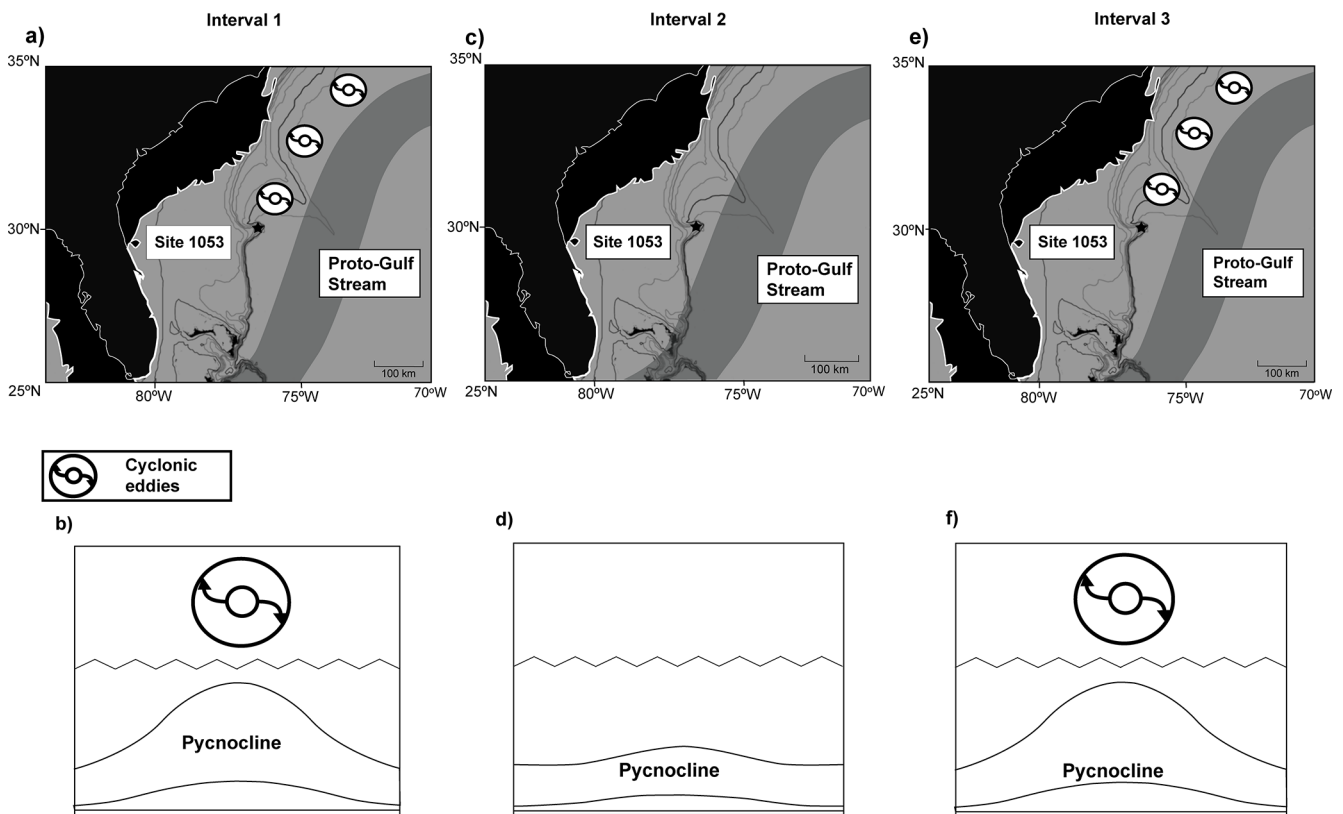 Interval 1
Interval 2
Interval 3
a)
c)
e)
35ºN
35ºN
35ºN
30ºN
30ºN
30ºN
Site 1053
Site 1053
Site 1053
Proto-Gulf
Stream
Proto-Gulf
Stream
Proto-Gulf
Stream
100 km
100 km
100 km
25ºN
25ºN
25ºN
80ºW
75ºW
70ºW
80ºW
75ºW
70ºW
80ºW
75ºW
70ºW
Cyclonic
eddies
b)
d)
f)
Pycnocline
Pycnocline
Pycnocline